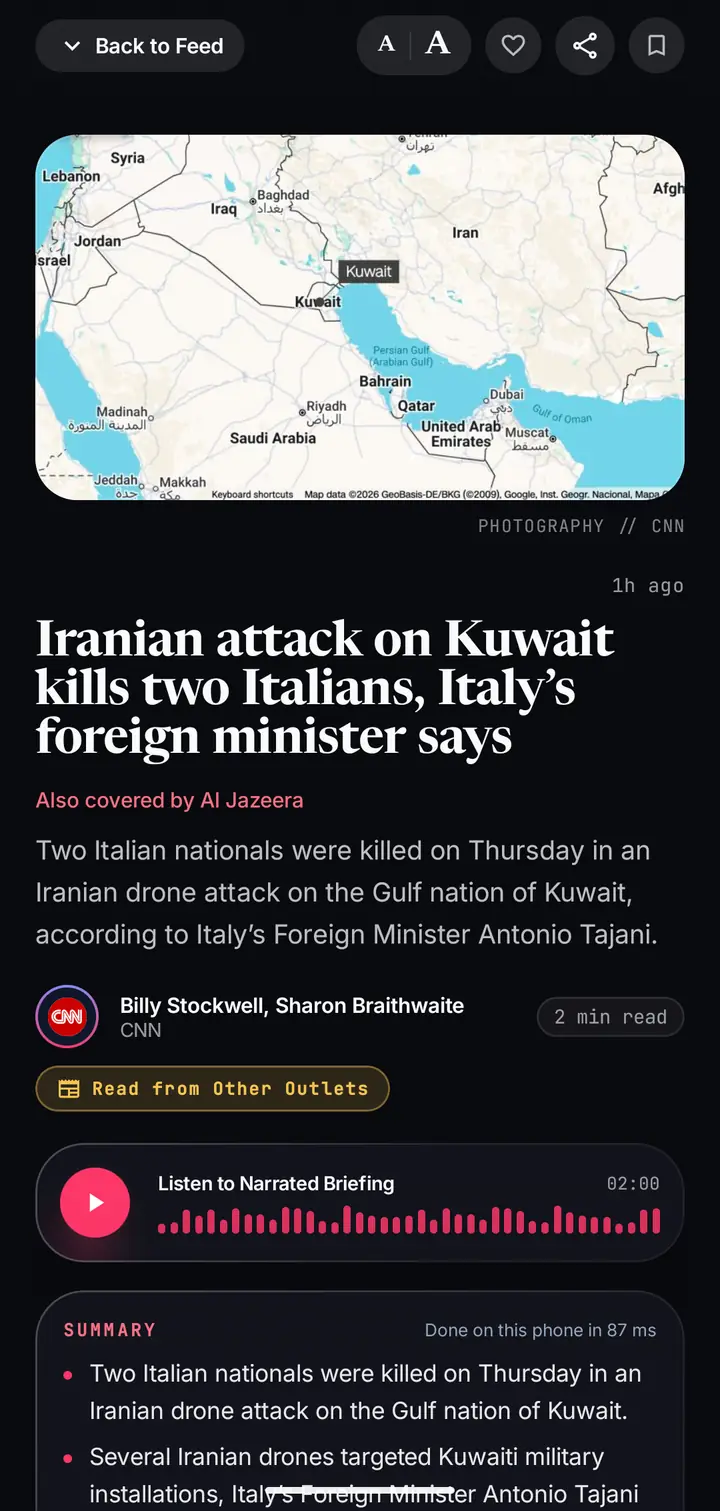 Back to Feed
A A
Tehran
تهران
Syria
Lebanon
Baghdad
بغداد
Iraq
Afgh
Jordan
Iran
Israel
Kuwait
Kuwait
Persian Gulf
(Arabian Gulf)
Bahrain
Dubai
دبي
Riyadh
الرياض
Qatar
Gulf of Oman
Madinah
المدينة المنورة
United Arab
Emirates
Muscat
مسقط
Saudi Arabia
Jeddah
جدة
Makkah
مكة
Keyboard shortcuts Map data ©2026 GeoBasis-DE/BKG (©2009), Google, Inst. Geogr. Nacional, Mapa
PHOTOGRAPHY // CNN
1h ago
Iranian attack on Kuwait
kills two Italians, Italy’s
foreign minister says
Also covered by Al Jazeera
Two Italian nationals were killed on Thursday in an
Iranian drone attack on the Gulf nation of Kuwait,
according to Italy’s Foreign Minister Antonio Tajani.
CNN
Billy Stockwell, Sharon Braithwaite
CNN
2 min read
Read from Other Outlets
Listen to Narrated Briefing
02:00
SUMMARY
Done on this phone in 87 ms
• Two Italian nationals were killed on Thursday in an
Iranian drone attack on the Gulf nation of Kuwait.
• Several Iranian drones targeted Kuwaiti military
installations, Italy’s Foreign Minister Antonio Tajani